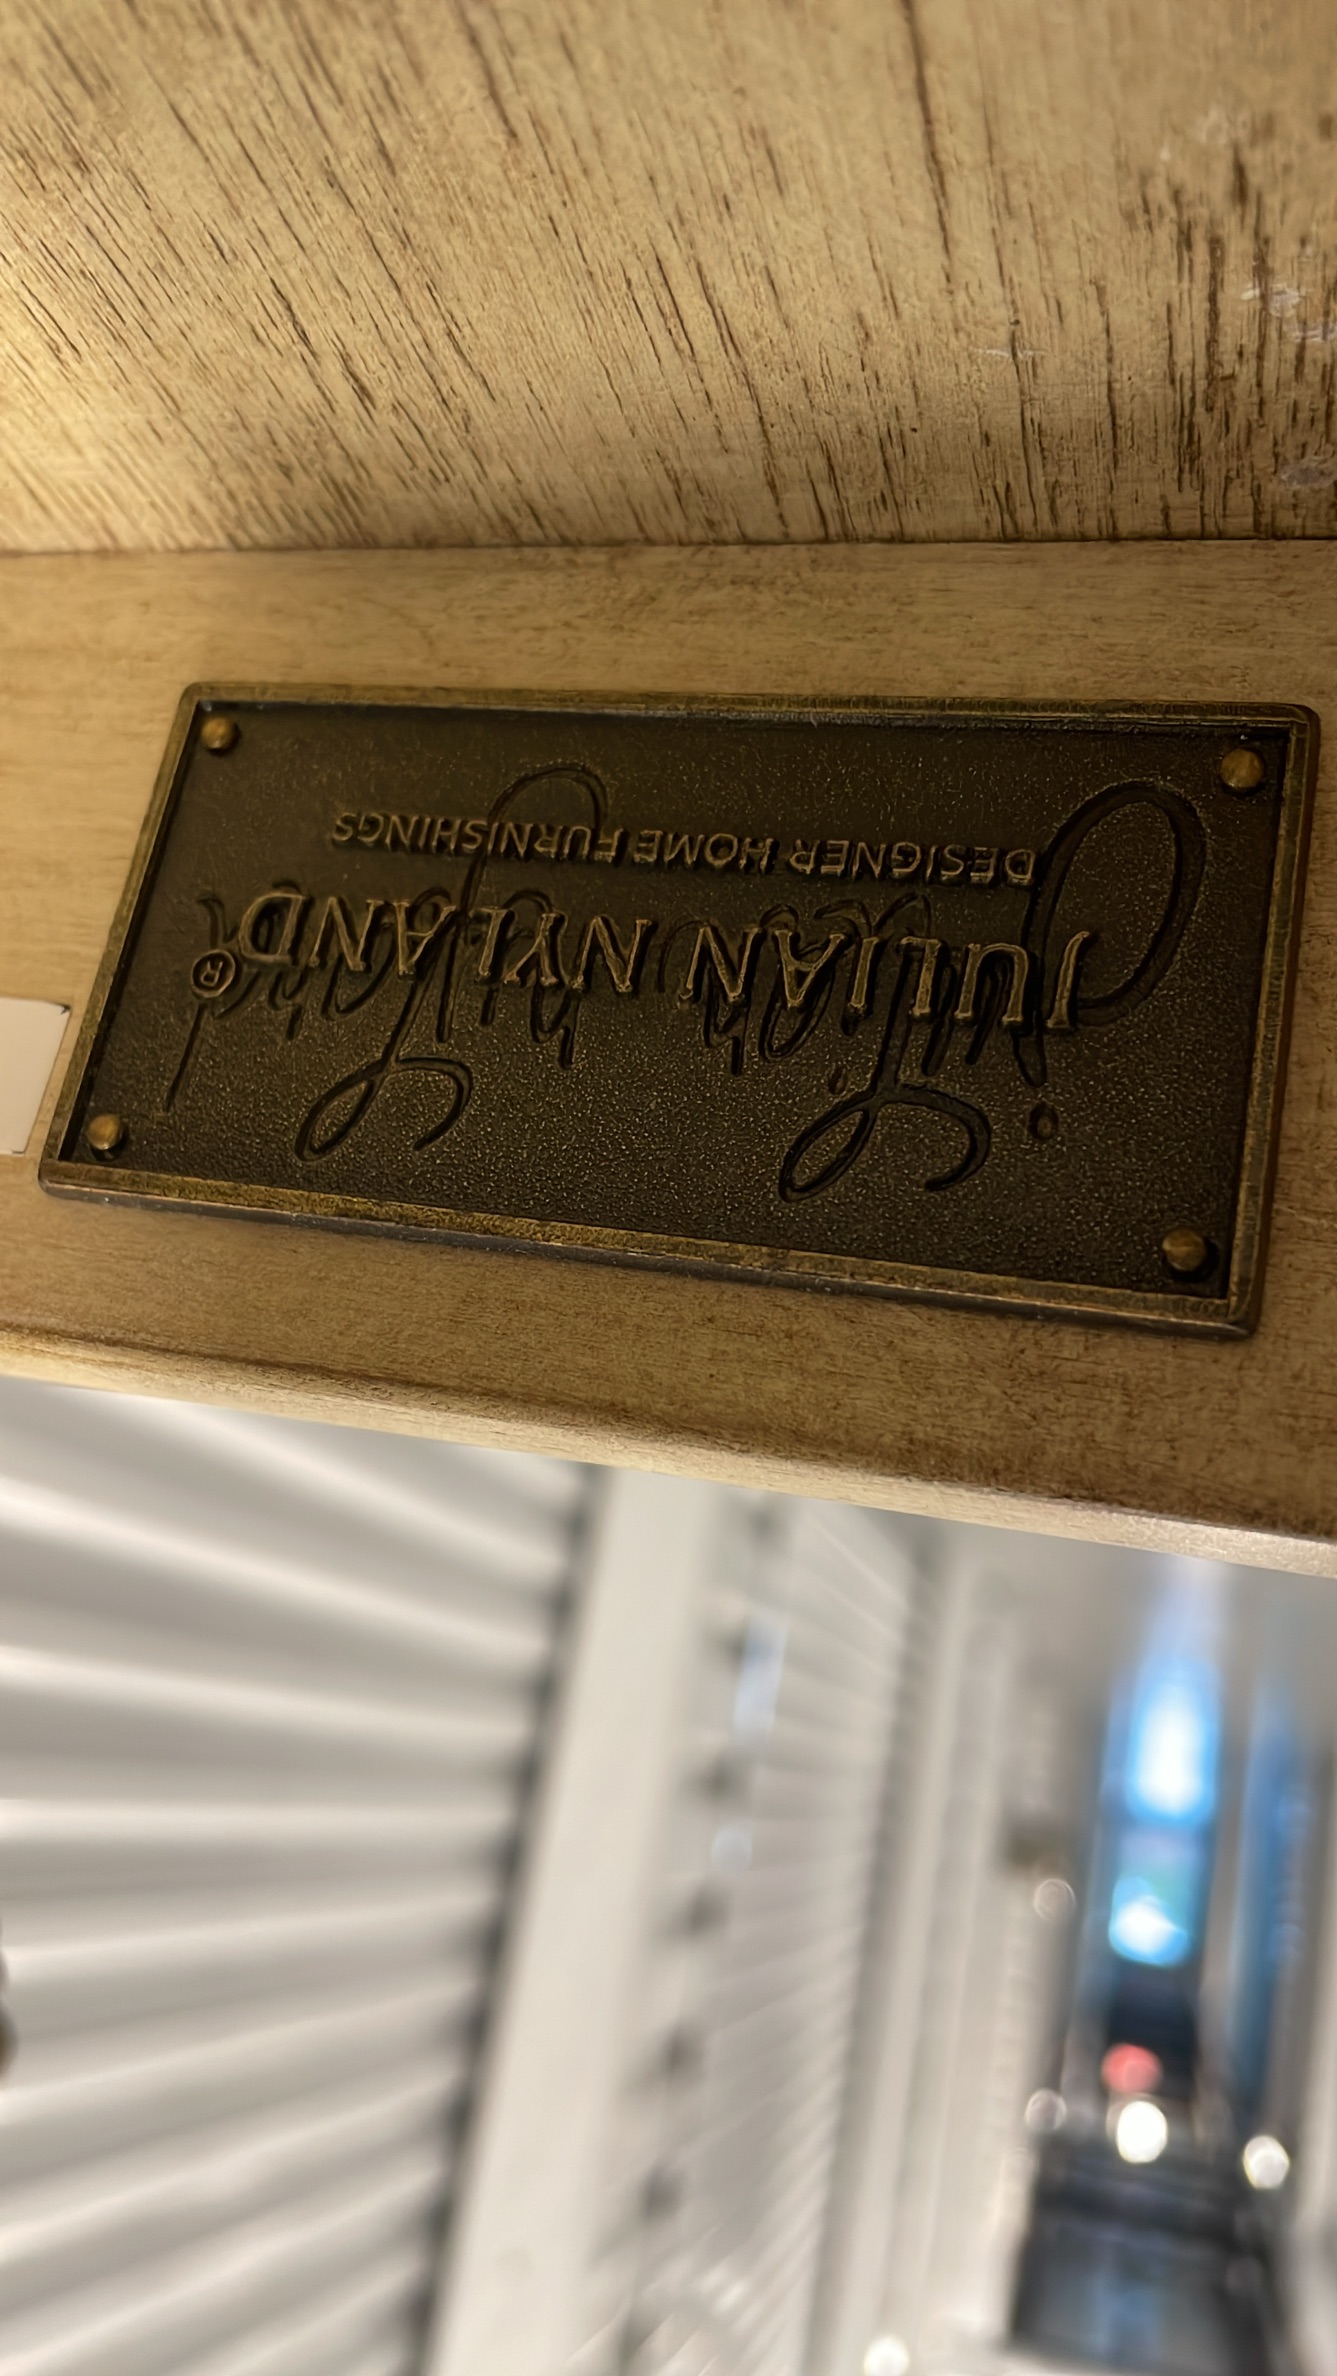 Julian Nyland
JULIAN NYLAND®
DESIGNER HOME FURNISHINGS